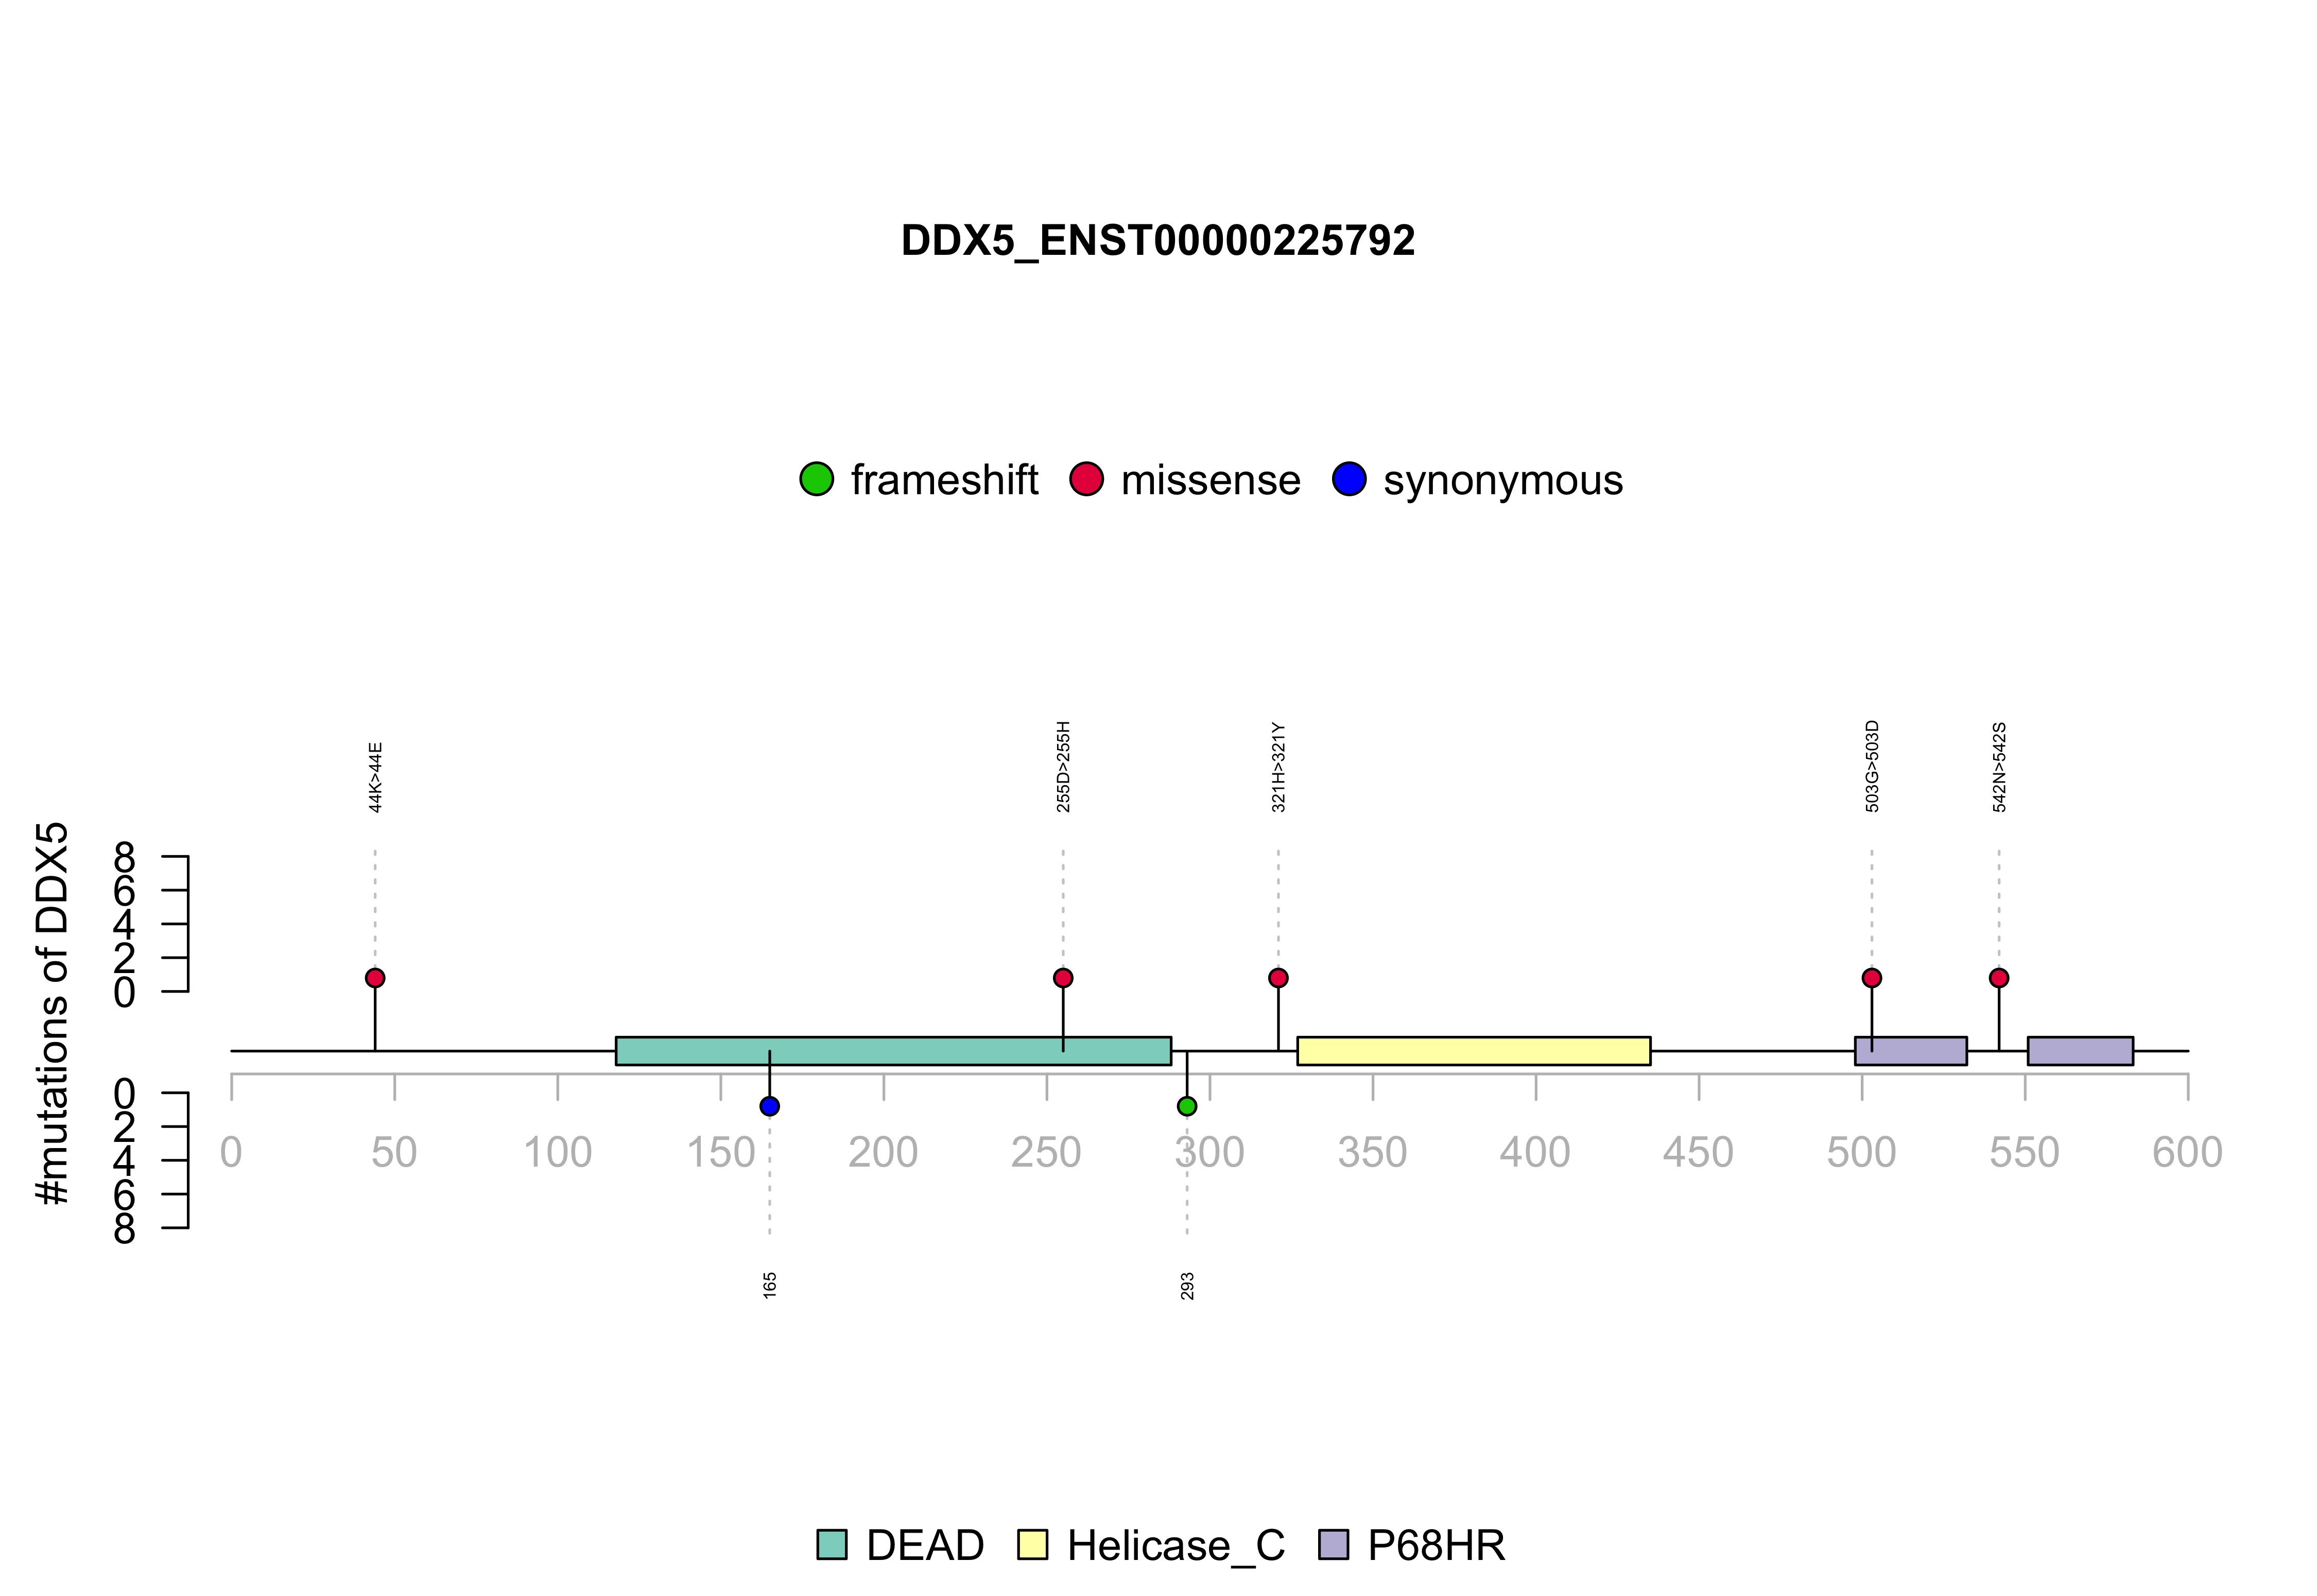 DDX5_ENST00000225792
frameshift missense synonymous
44K>44E 255D>255H 321H>321Y 503G>503D 542N>542S
#mutations of DDX5
8
6
4
2
0
0
2
4
6
8
0 50 100 150 200 250 300 350 400 450 500 550 600
165 293
DEAD Helicase_C P68HR